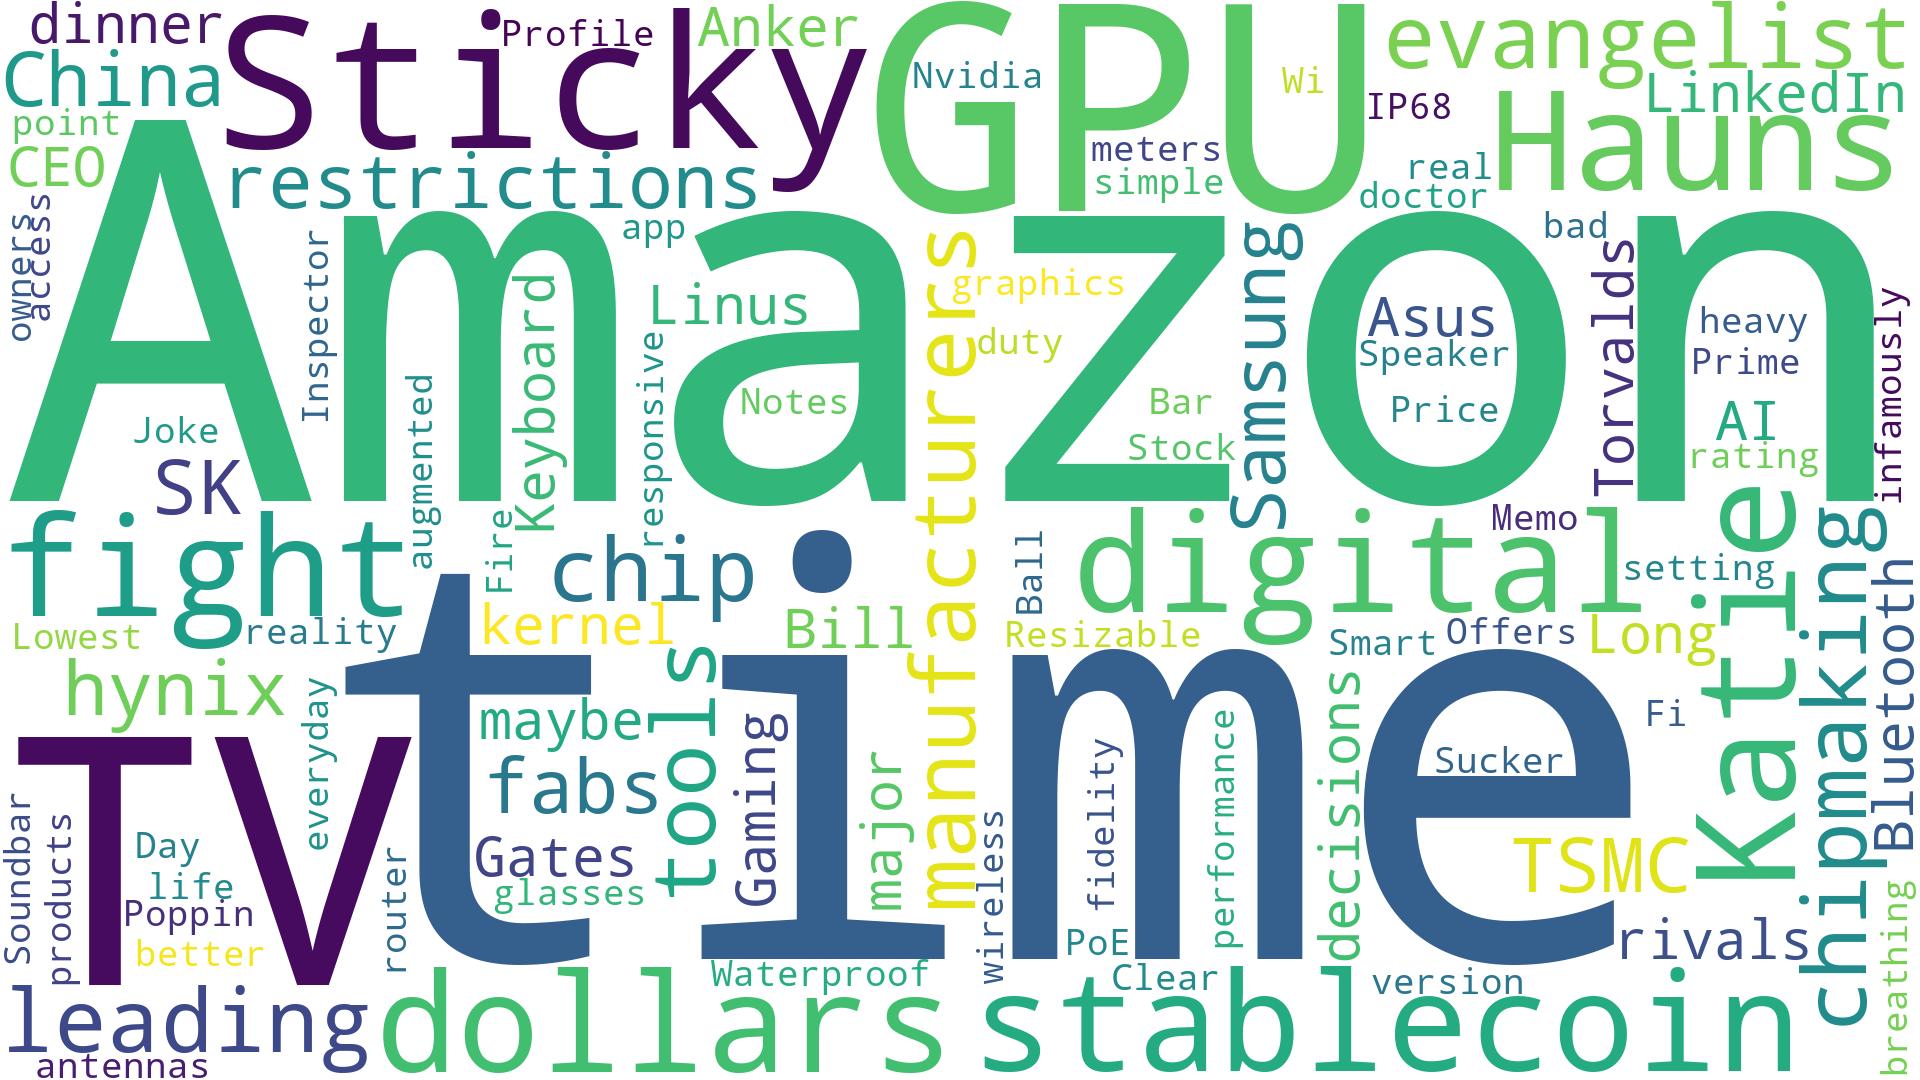 dinner
Sticky
Profile
Anker
GPU
evangelist
China
Nvidia
Wi
IP68
LinkedIn
point
Hauns
CEO
restrictions
meters
simple
real
doctor
owners
access
Amazon
Inspector
app
bad
Keyboard
Linus
responsive
manufacturers
graphics
duty
Samsung
Asus
Speaker
Torvalds
heavy
Prime
infamously
Joke
augmented
Notes
Bar
Stock
Price
AI
rating
SK
fight
Fire
chip
Ball
digital
Memo
setting
Katie
chipmaking
Bluetooth
Lowest
reality
kernel
Bill
Resizable
Smart
Offers
Long
hynix
everyday
time
maybe
tools
Gaming
major
fidelity
performance
decisions
Fi
TV
fabs
Sucker
Soundbar
products
Day
life
Poppin
better
router
Gates
glasses
wireless
PoE
TSMC
rivals
breathing
leading
antennas
dollars
Waterproof
Clear
stablecoin
version